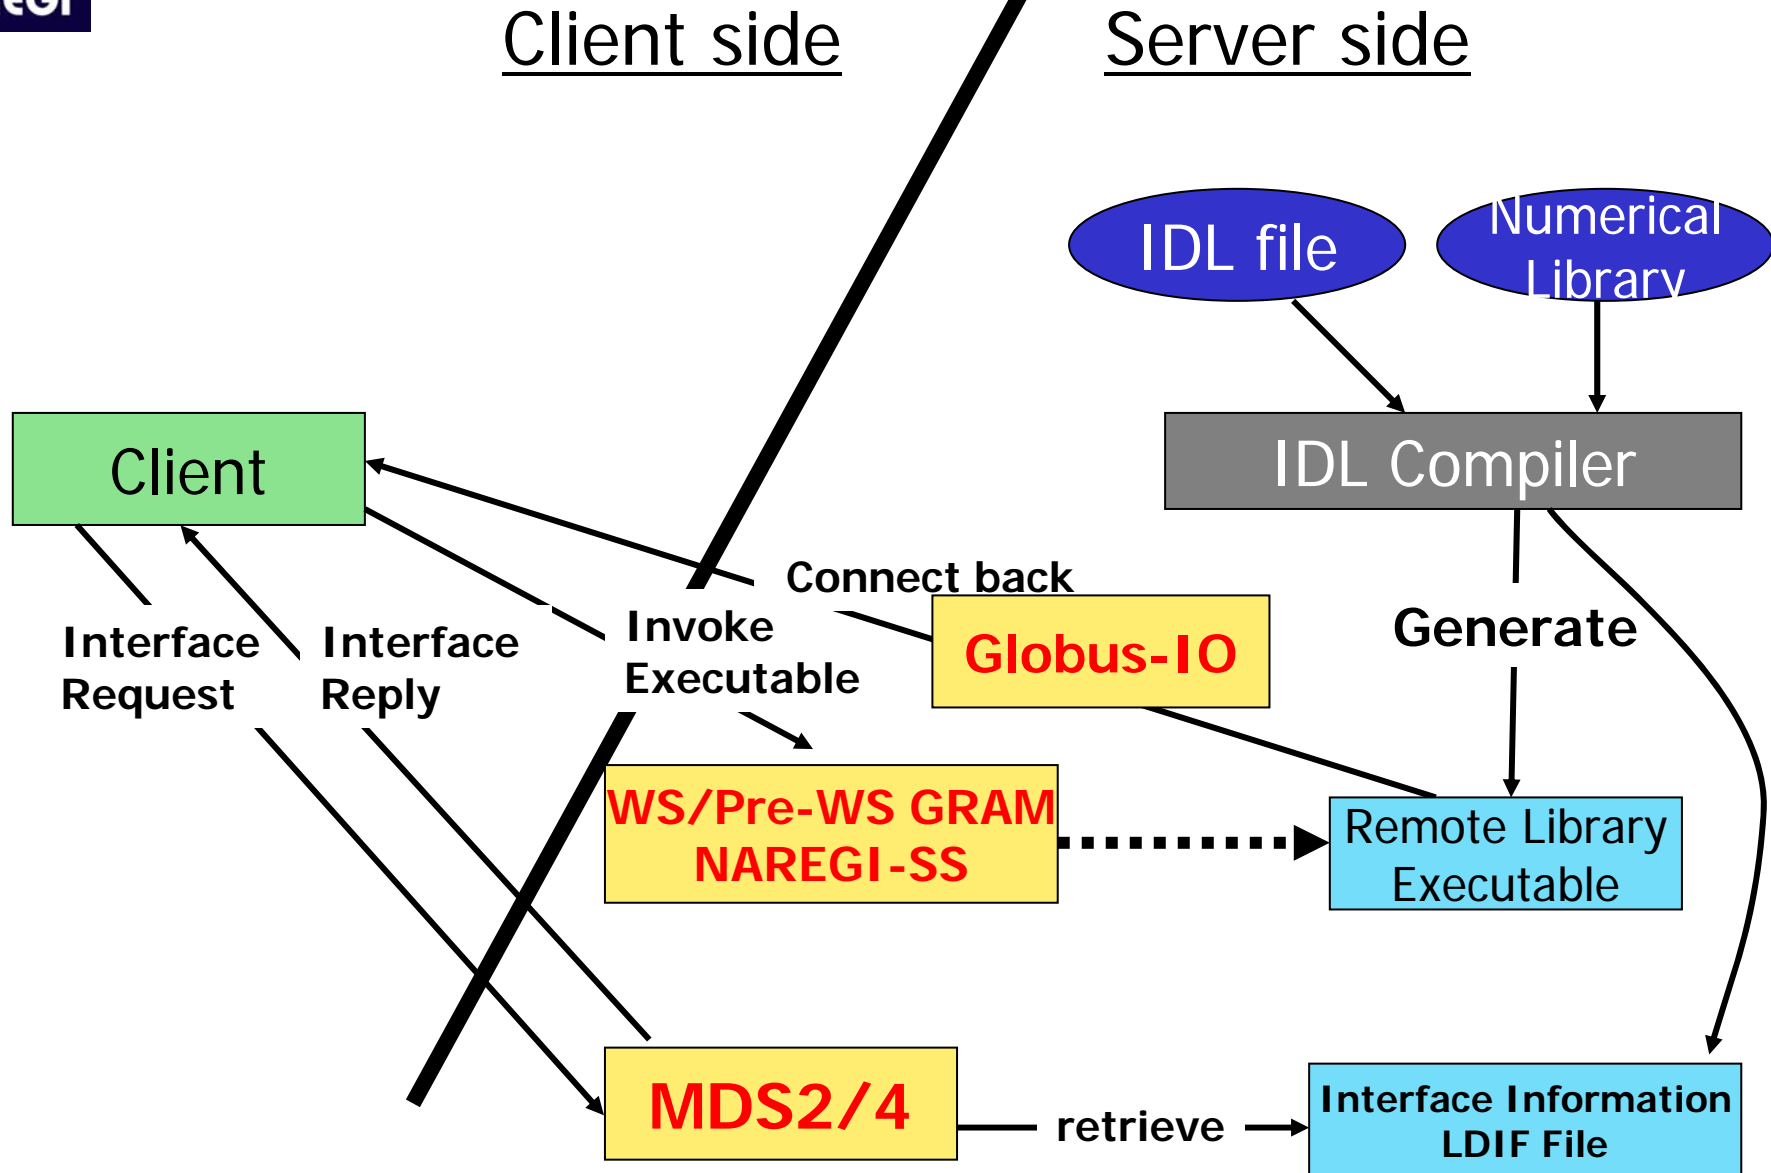 Client side
Server side
IDL file
Numerical
Library
Client
IDL Compiler
Connect back
Interface
Request
Interface
Reply
Invoke
Executable
Globus-IO
Generate
WS/Pre-WS GRAM
NAREGI-SS
Remote Library
Executable
MDS2/4
retrieve
Interface Information
LDIF File